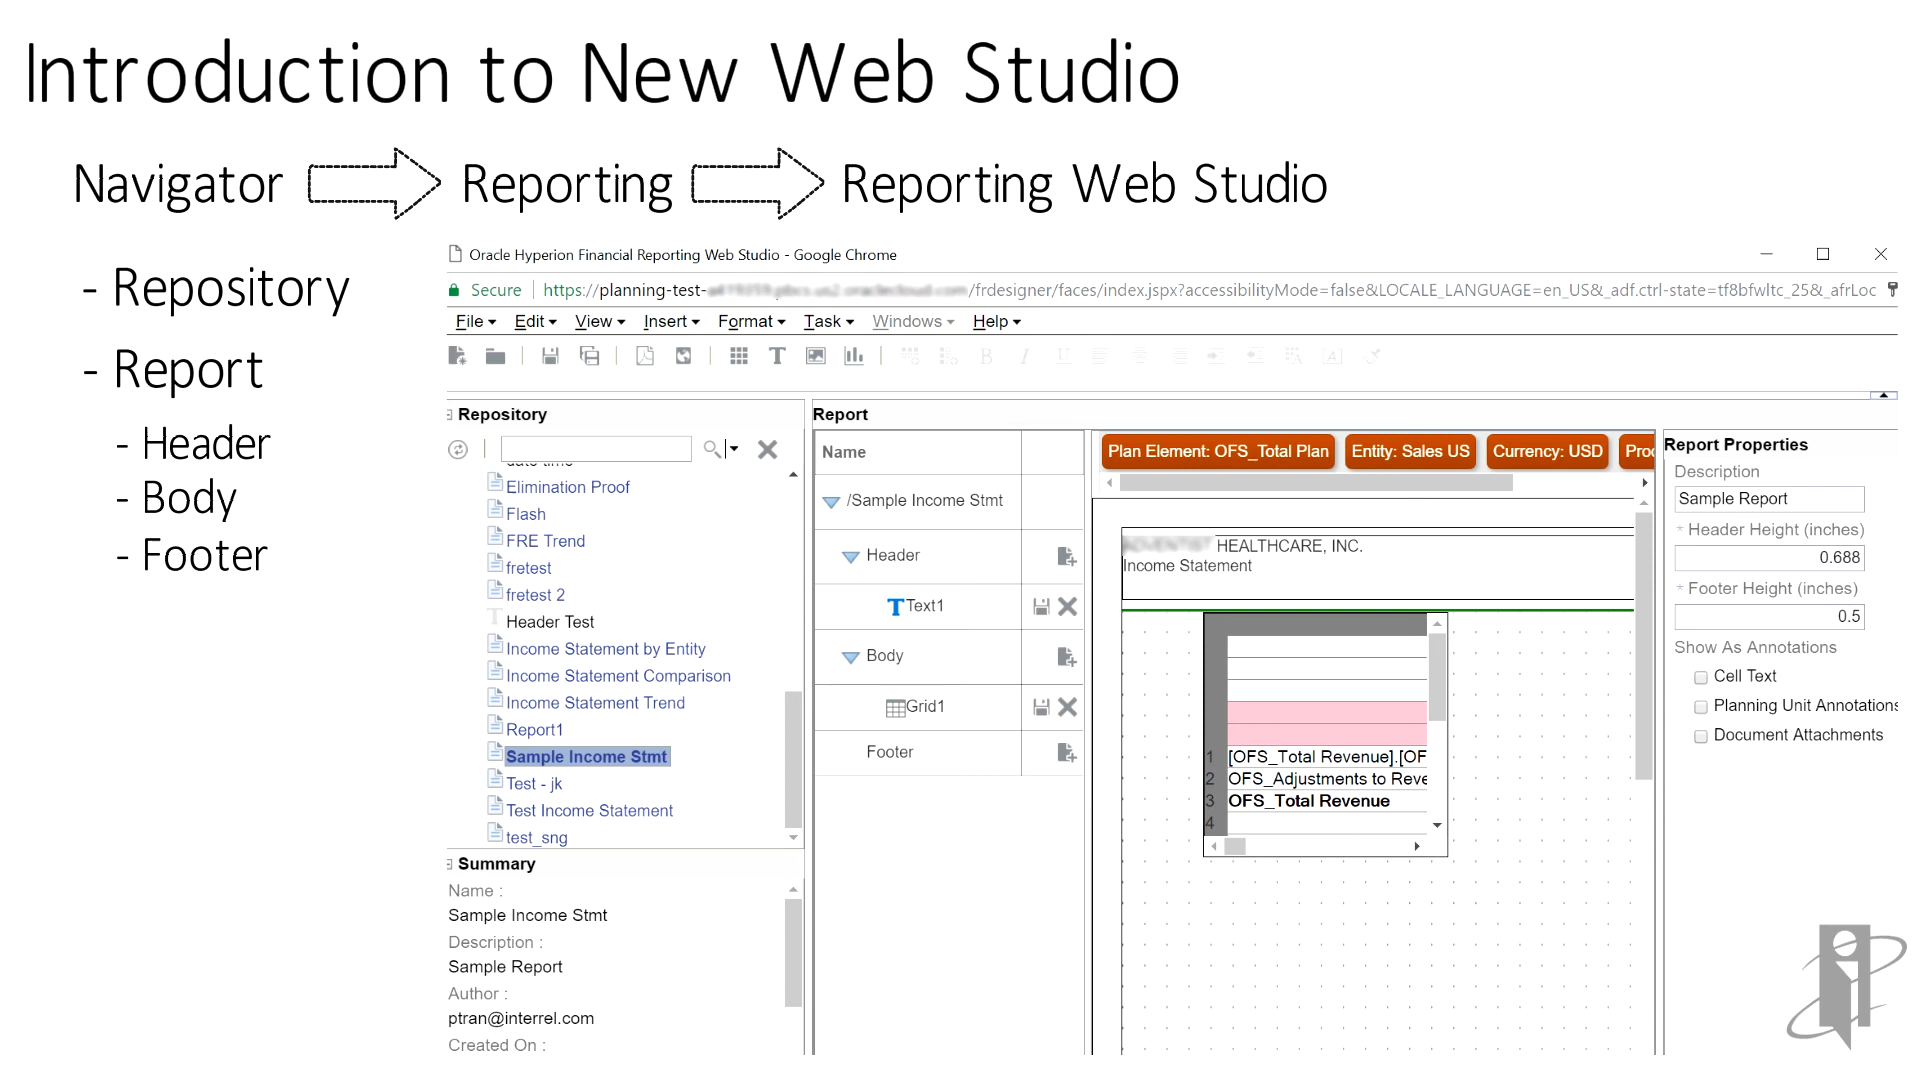 Introduction to New Web Studio
Navigator Reporting Reporting Web Studio
- Repository
- Report
- Header
- Body
- Footer
Oracle Hyperion Financial Reporting Web Studio - Google Chrome
Secure https://planning-test- /frdesigner/faces/index.jspx?accessibilityMode=false&LOCALE_LANGUAGE=en_US&_adf.ctrl-state=tf8bfwltc_25&_afrLoc
File Edit View Insert Format Task Windows Help
Repository
date time
Elimination Proof
Flash
FRE Trend
fretest
fretest 2
Header Test
Income Statement by Entity
Income Statement Comparison
Income Statement Trend
Report1
Sample Income Stmt
Test - jk
Test Income Statement
test_sng
Summary
Name :
Sample Income Stmt
Description :
Sample Report
Author :
ptran@interrel.com
Created On :
Report
Name
/Sample Income Stmt
Header
Text1
Body
Grid1
Footer
Plan Element: OFS_Total Plan Entity: Sales US Currency: USD Proc
HEALTHCARE, INC.
Income Statement
1 [OFS_Total Revenue].[OF
2 OFS_Adjustments to Reve
3 OFS_Total Revenue
4
Report Properties
Description
Sample Report
* Header Height (inches)
0.688
* Footer Height (inches)
0.5
Show As Annotations
Cell Text
Planning Unit Annotations
Document Attachments